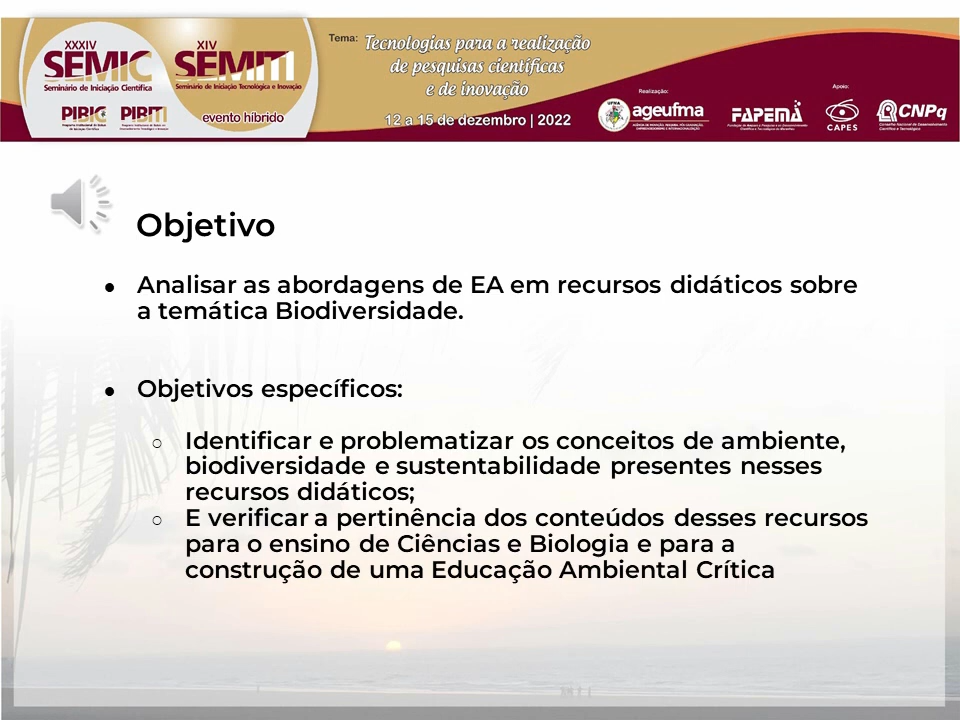 XXXIV
SEMIC
Seminário de Iniciação Científica
PIBIC
XIV
SEMITI
Seminário de Iniciação Tecnológica e Inovação
PIBITI
evento híbrido
Tema: Tecnologias para a realização
de pesquisas científicas
e de inovação
12 a 15 de dezembro | 2022
Realização:
ageufma
Apoio:
FAPEMA
CAPES
CNPq
Objetivo
● Analisar as abordagens de EA em recursos didáticos sobre
a temática Biodiversidade.
● Objetivos específicos:
○ Identificar e problematizar os conceitos de ambiente,
biodiversidade e sustentabilidade presentes nesses
recursos didáticos;
○ E verificar a pertinência dos conteúdos desses recursos
para o ensino de Ciências e Biologia e para a
construção de uma Educação Ambiental Crítica